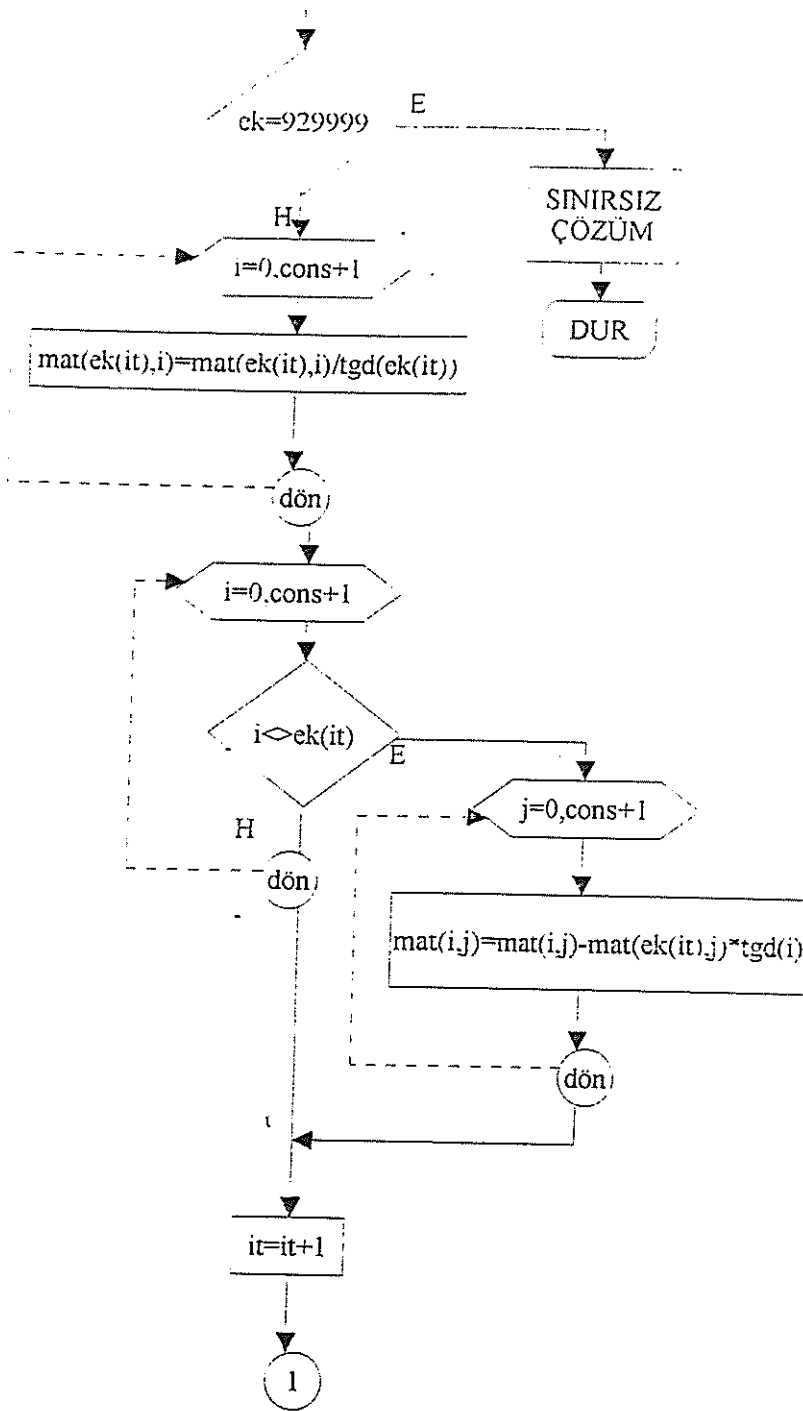 E
ek=929999
SINIRSIZ
ÇÖZÜM
H
i=0,cons+1
DUR
mat(ek(it),i)=mat(ek(it),i)/tgd(ek(it))
dön
i=0,cons+1
i<>ek(it)
E
j=0,cons+1
H
dön
mat(i,j)=mat(i,j)-mat(ek(it),j)*tgd(i)
dön
it=it+1
1